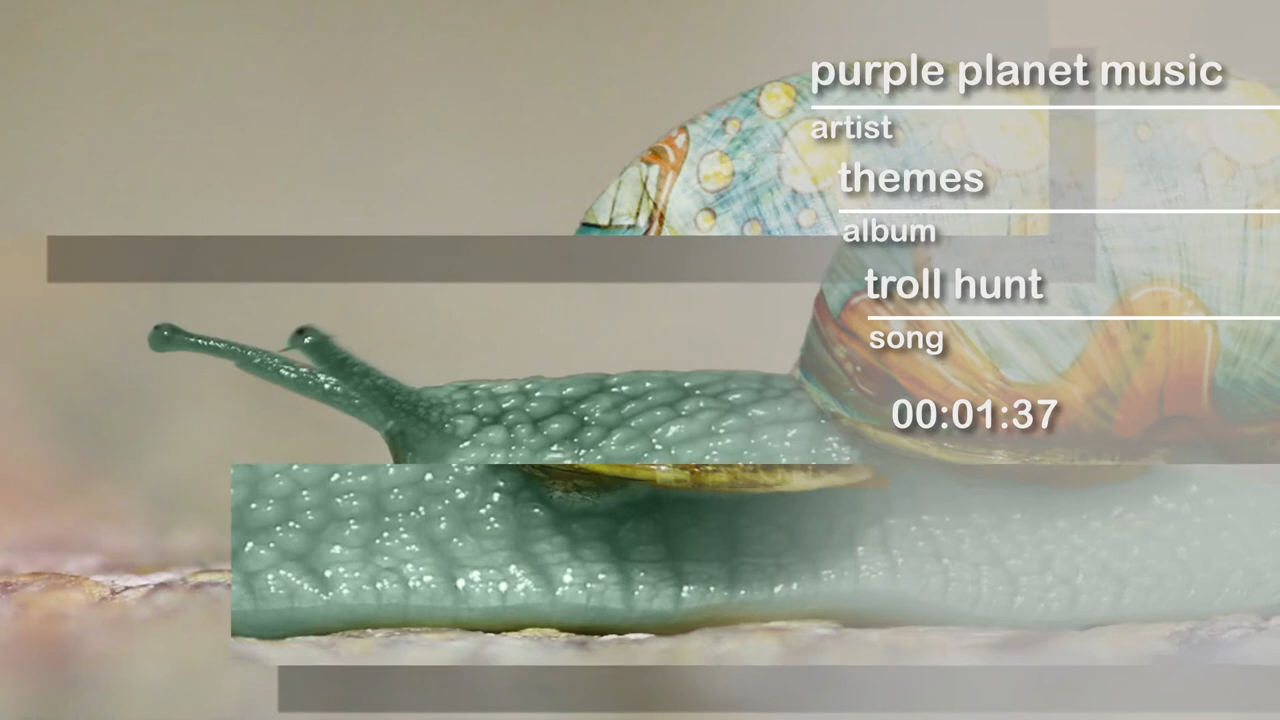 purple planet music
artist
themes
album
troll hunt
song
00:01:37